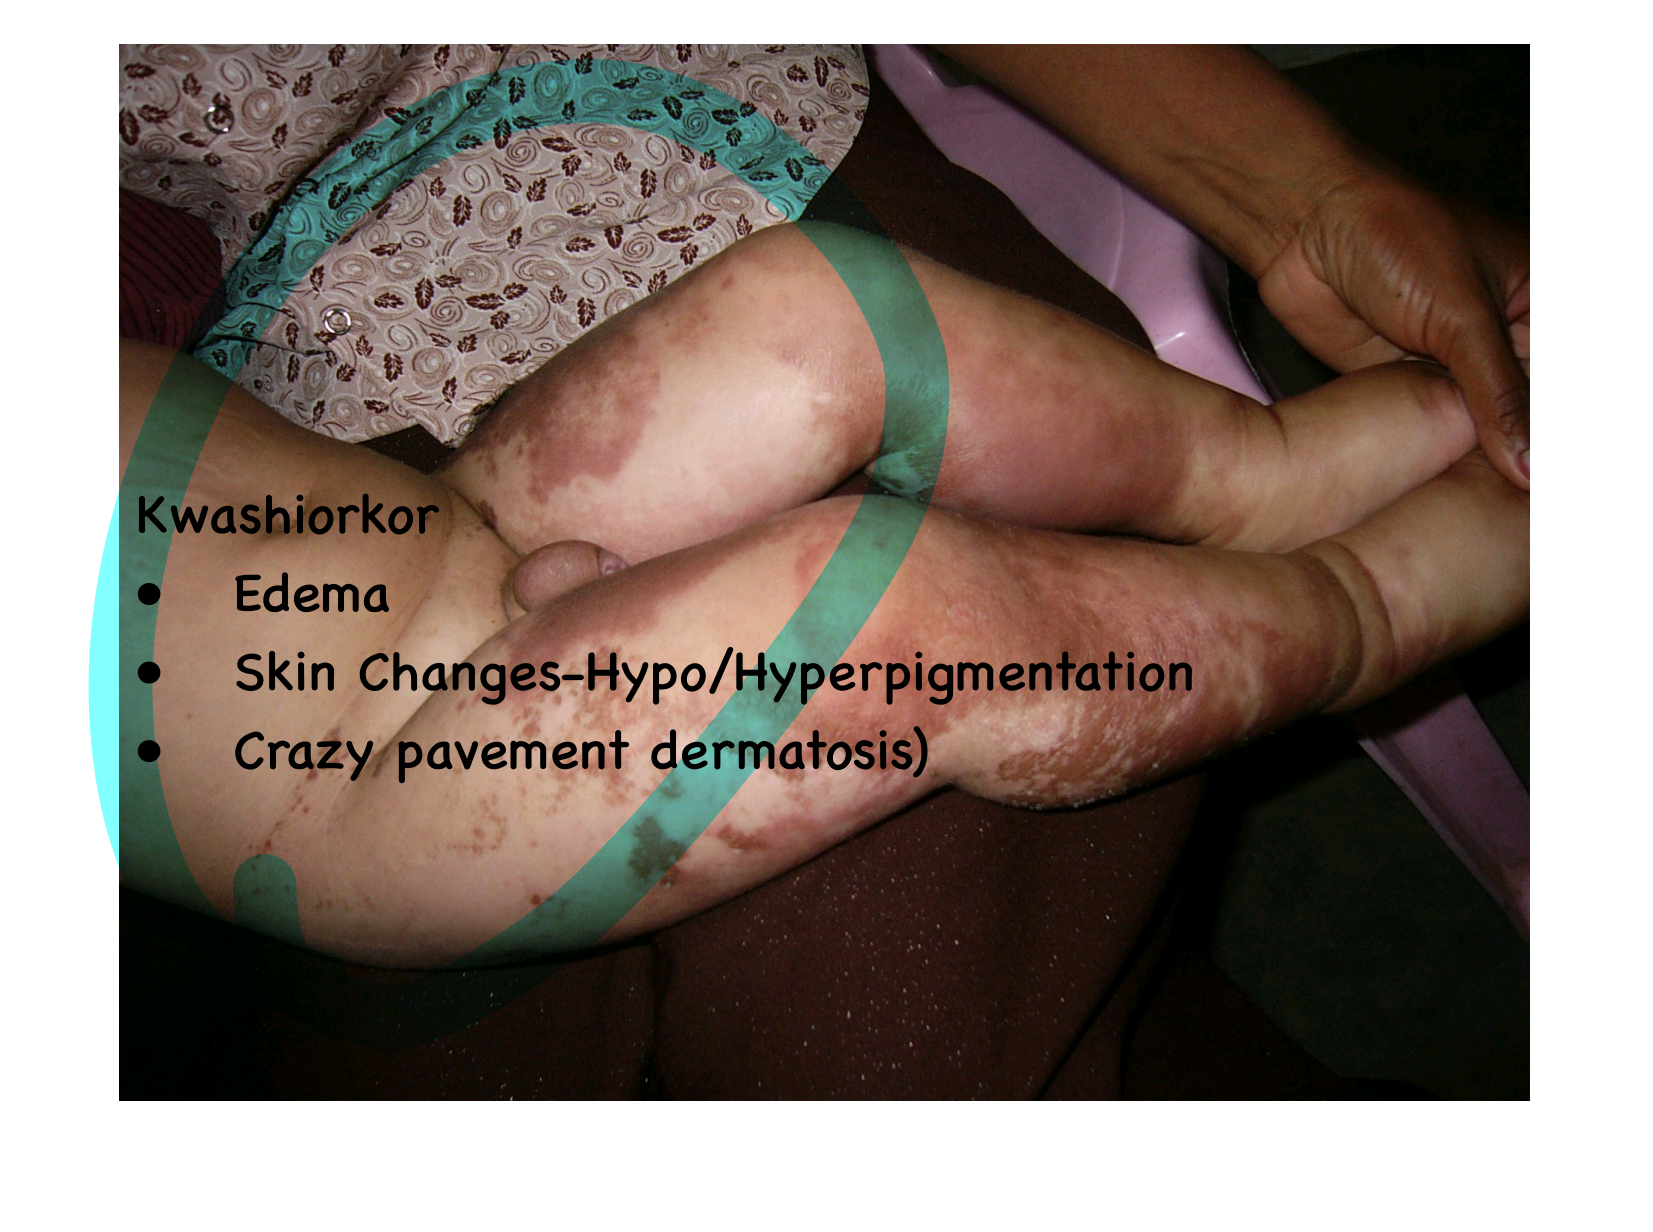 Kwashiorkor
• Edema
• Skin Changes-Hypo/Hyperpigmentation
• Crazy pavement dermatosis)